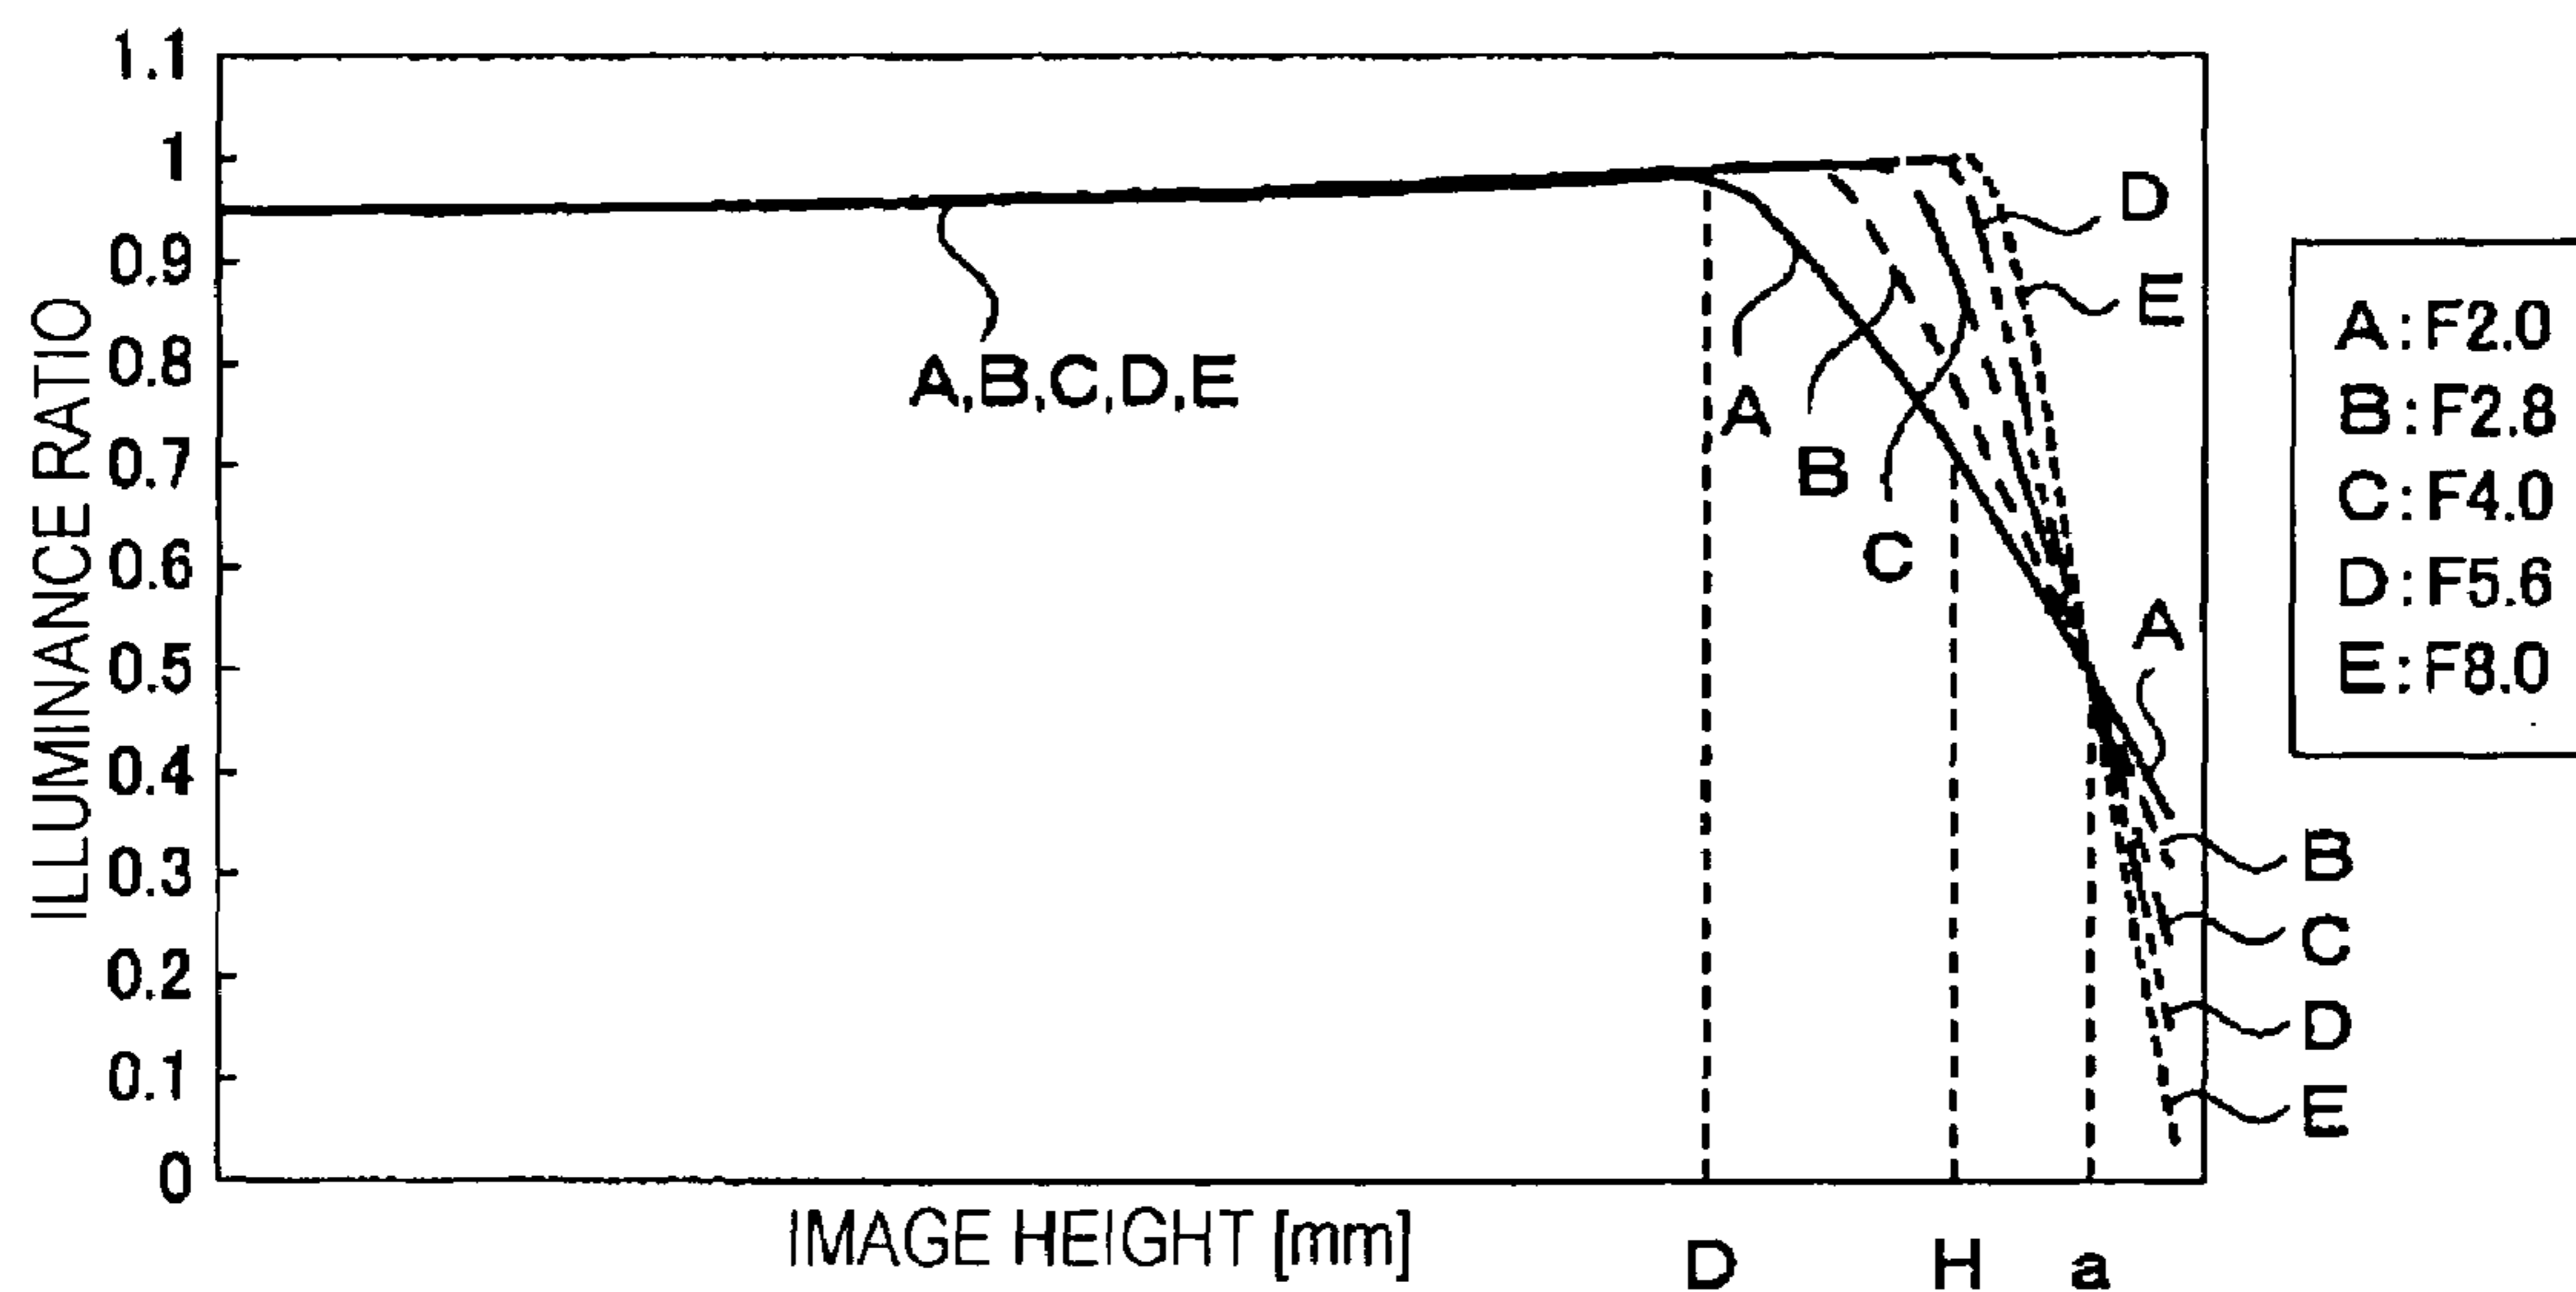 ILLUMINANCE RATIO
1.1
1
0.9
0.8
0.7
0.6
0.5
0.4
0.3
0.2
0.1
0
A,B,C,D,E
A
B
C
D
E
A
B
C
D
E
IMAGE HEIGHT [mm]
D
H
a
A:F2.0
B:F2.8
C:F4.0
D:F5.6
E:F8.0